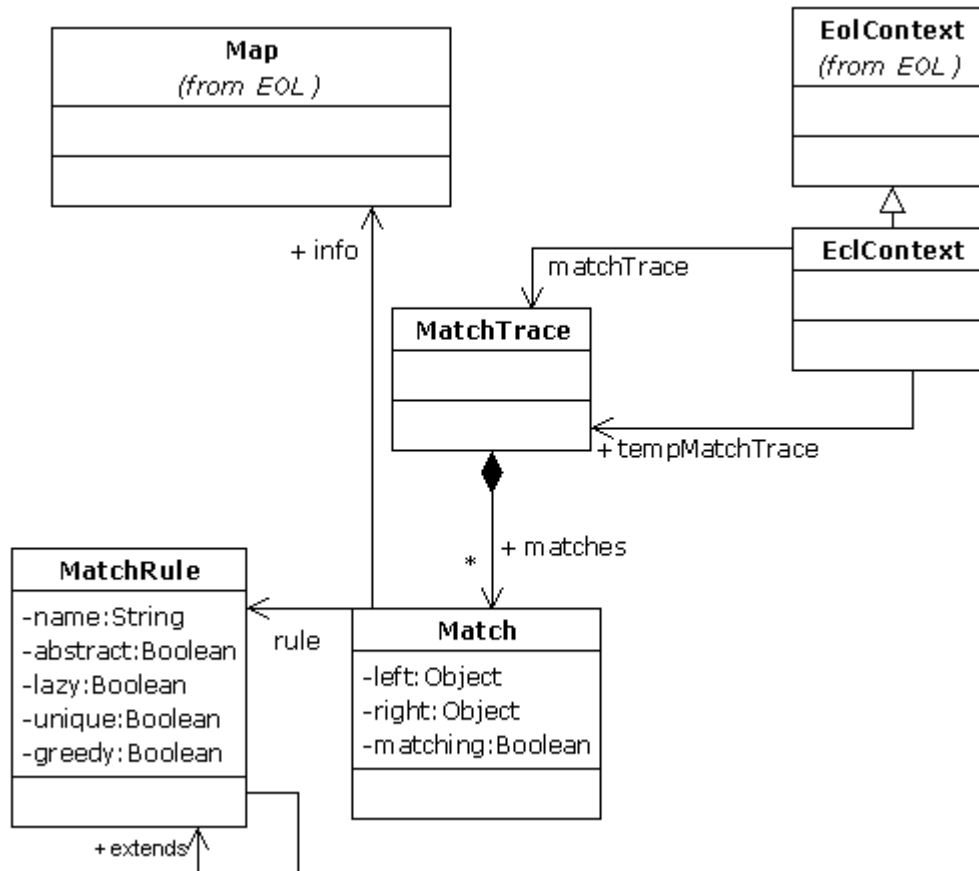 Map
(from EOL)
EolContext
(from EOL)
+ info
EclContext
matchTrace
MatchTrace
+ tempMatchTrace
+ matches
*
MatchRule
-name:String
-abstract:Boolean
-lazy:Boolean
-unique:Boolean
-greedy:Boolean
rule
Match
-left:Object
-right:Object
-matching:Boolean
+extends